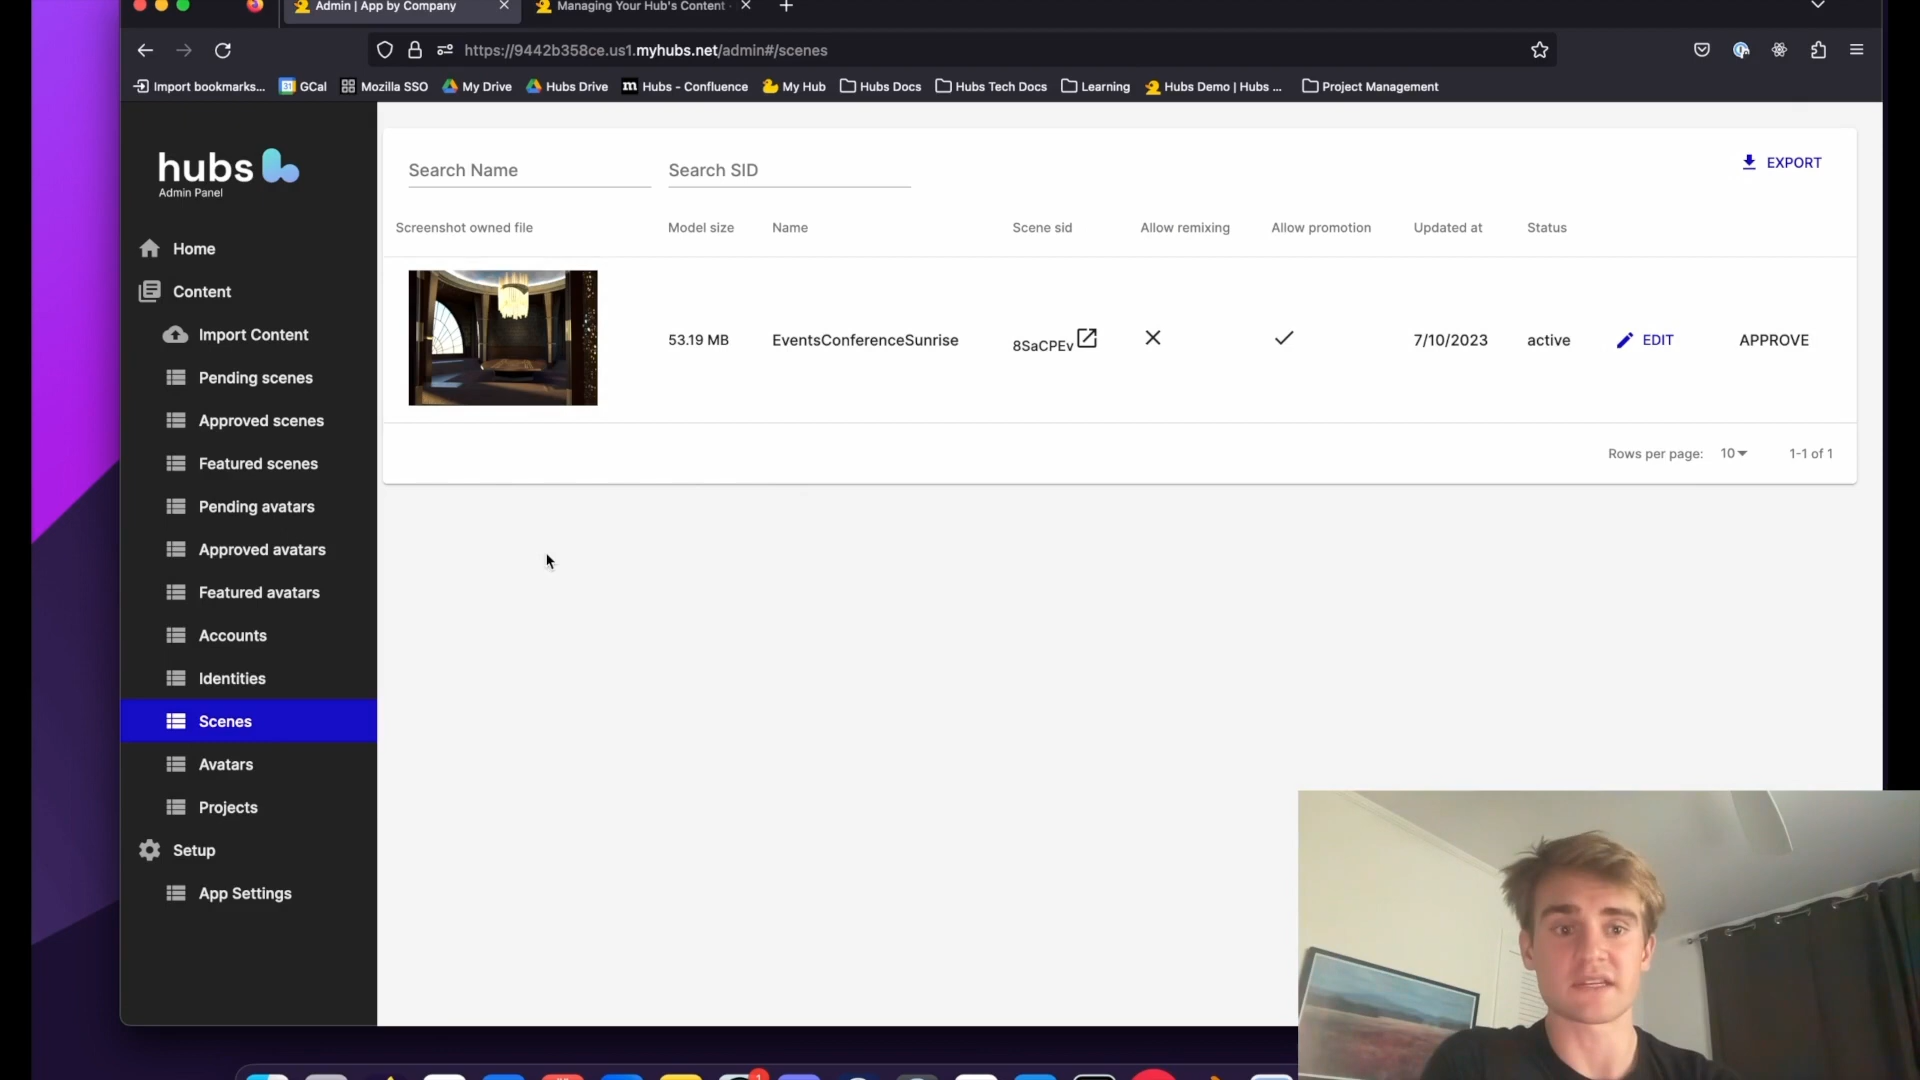 Admin | App by Company
Managing Your Hub's Content
https://9442b358ce.us1.myhubs.net/admin#/scenes
Import bookmarks...
GCal
Mozilla SSO
My Drive
Hubs Drive
Hubs - Confluence
My Hub
Hubs Docs
Hubs Tech Docs
Learning
Hubs Demo | Hubs ...
Project Management
hubs
Admin Panel
Home
Content
Import Content
Pending scenes
Approved scenes
Featured scenes
Pending avatars
Approved avatars
Featured avatars
Accounts
Identities
Scenes
Avatars
Projects
Setup
App Settings
Search Name
Search SID
EXPORT
Screenshot owned file
Model size
Name
Scene sid
Allow remixing
Allow promotion
Updated at
Status
53.19 MB
EventsConferenceSunrise
8SaCPEv
7/10/2023
active
EDIT
APPROVE
Rows per page:
10
1-1 of 1